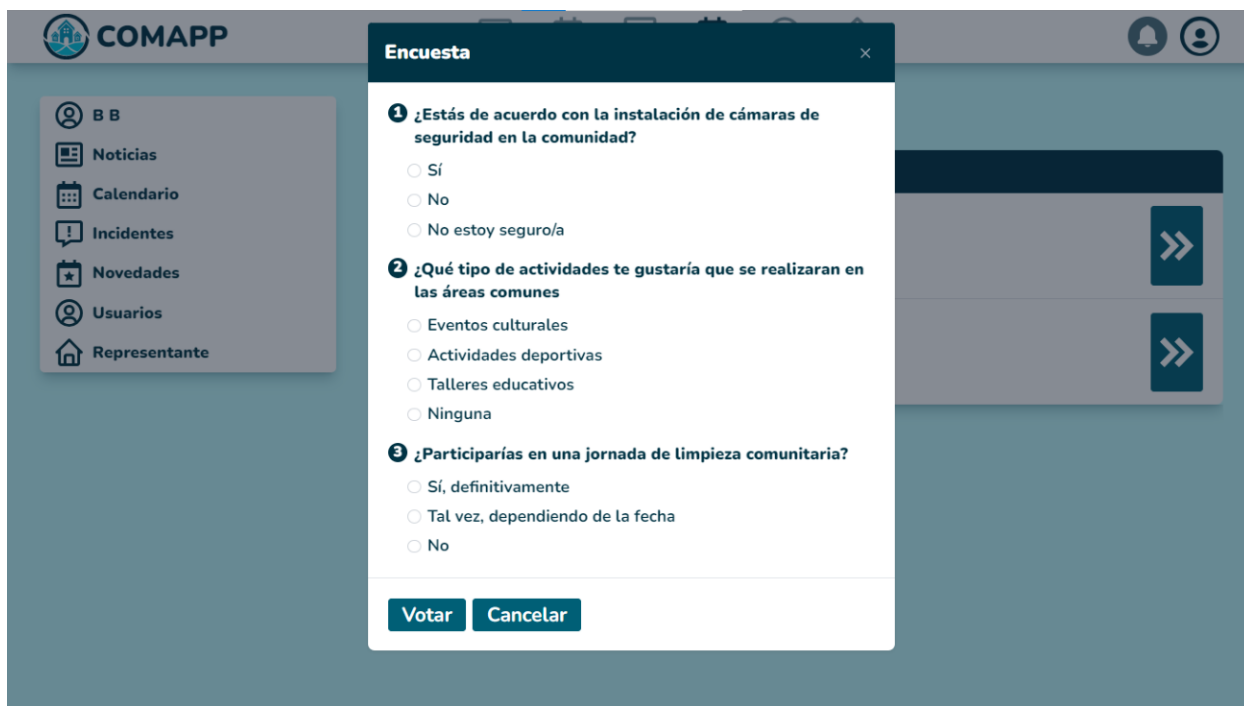 COMAPP
B B
Noticias
Calendario
Incidentes
Novedades
Usuarios
Representante
Encuesta
×
1 ¿Estás de acuerdo con la instalación de cámaras de
seguridad en la comunidad?
Sí
No
No estoy seguro/a
2 ¿Qué tipo de actividades te gustaría que se realizaran en
las áreas comunes
Eventos culturales
Actividades deportivas
Talleres educativos
Ninguna
3 ¿Participarías en una jornada de limpieza comunitaria?
Sí, definitivamente
Tal vez, dependiendo de la fecha
No
Votar
Cancelar